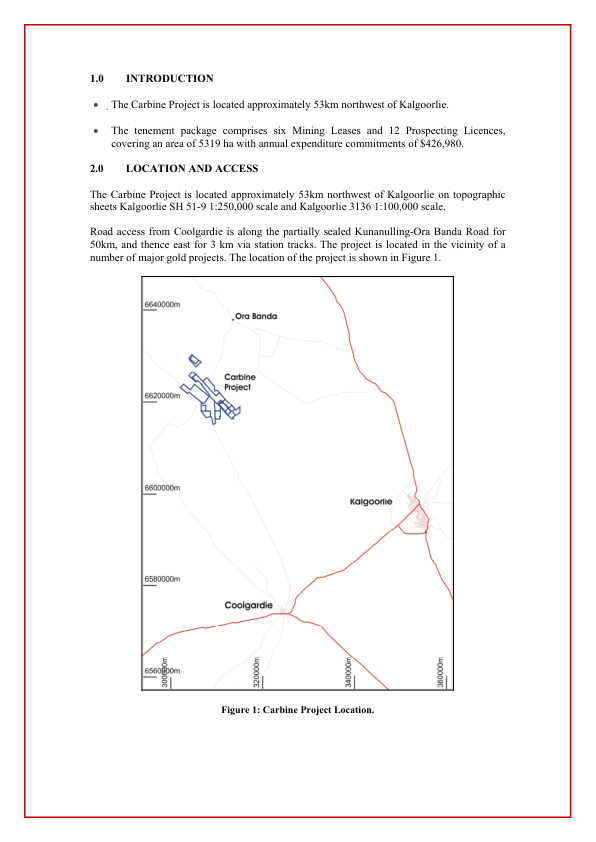 1.0 INTRODUCTION
• . The Carbine Project is located approximately 53km northwest of Kalgoorlie.
• The tenement package comprises six Mining Leases and 12 Prospecting Licences,
covering an area of 5319 ha with annual expenditure commitments of $426,980.
2.0 LOCATION AND ACCESS
The Carbine Project is located approximately 53km northwest of Kalgoorlie on topographic
sheets Kalgoorlie SH 51-9 1:250,000 scale and Kalgoorlie 3136 1:100,000 scale.
Road access from Coolgardie is along the partially sealed Kunanulling-Ora Banda Road for
50km, and thence east for 3 km via station tracks. The project is located in the vicinity of a
number of major gold projects. The location of the project is shown in Figure 1.
6640000m
Ora Banda
Carbine
Project
6620000m
6600000m
Kalgoorlie
6580000m
Coolgardie
6560000m
300000m
320000m
340000m
360000m
Figure 1: Carbine Project Location.